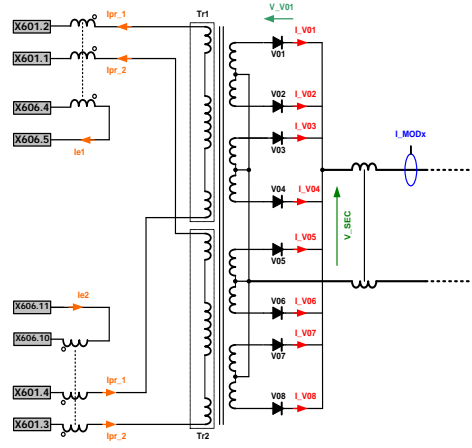 V_V01
X601.2
Ipr_1
Tr1
I_V01
V01
X601.1
Ipr_2
V02
I_V02
X606.4
I_V03
V03
I_MODx
X606.5
Ie1
V04
I_V04
V_SEC
I_V05
V05
X606.11
Ie2
V06
I_V06
X606.10
I_V07
V07
X601.4
Ipr_1
V08
I_V08
X601.3
Ipr_2
Tr2